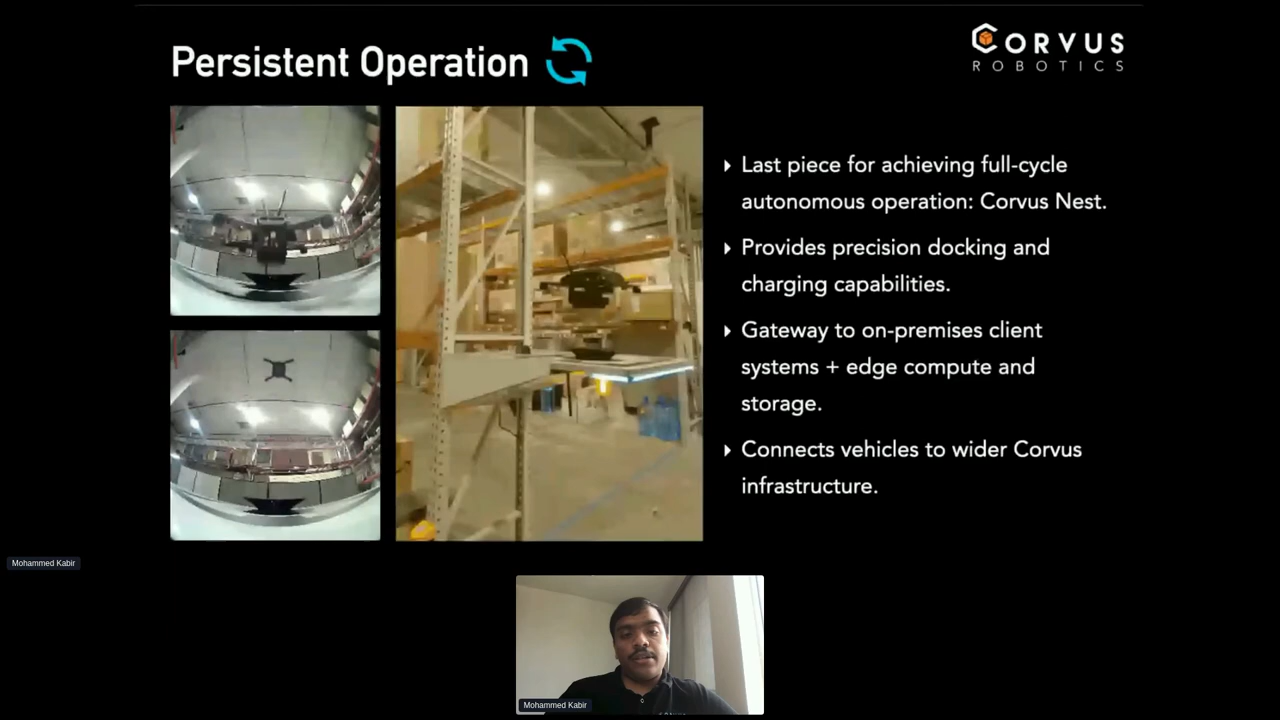 Persistent Operation
CORVUS
ROBOTICS
Last piece for achieving full-cycle
autonomous operation: Corvus Nest.
Provides precision docking and
charging capabilities.
Gateway to on-premises client
systems + edge compute and
storage.
Connects vehicles to wider Corvus
infrastructure.
Mohammed Kabir
Mohammed Kabir